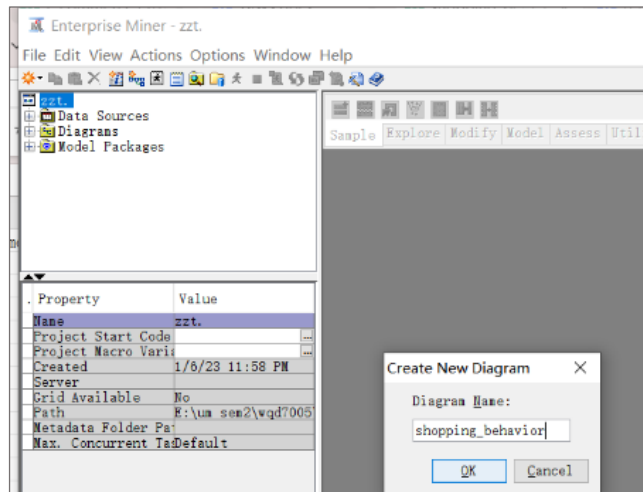 Enterprise Miner - zzt.
File Edit View Actions Options Window Help
zzt.
Data Sources
Diagrams
Model Packages
Sample Explore Modify Model Assess Util
. Property Value
Name zzt.
Project Start Code ...
Project Macro Varia ...
Created 1/6/23 11:58 PM
Server
Grid Available No
Path E:\um sem2\wqd7005\
Metadata Folder Pat
Max. Concurrent Tas Default
Create New Diagram
Diagram Name:
shopping_behavior
OK Cancel